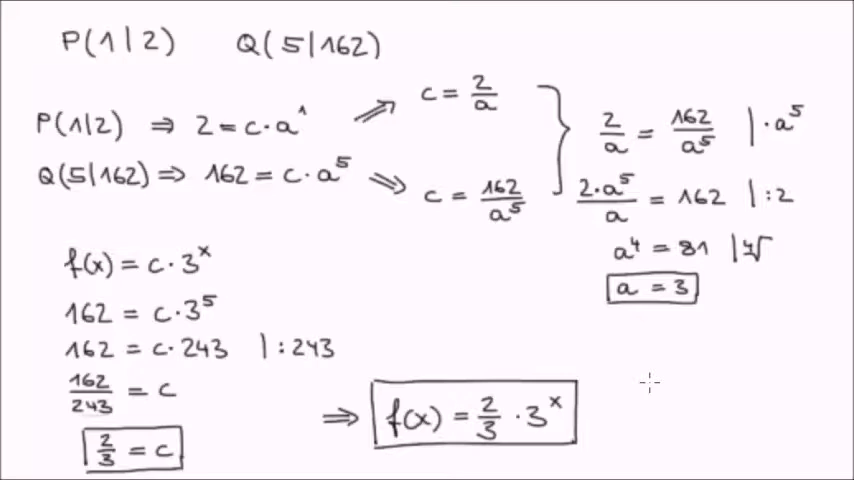 P(1|2) Q(5|162)
P(1|2) ⇒ 2 = c·a¹ ⇒ c = 2/a
Q(5|162) ⇒ 162 = c·a⁵ ⇒ c = 162/a⁵
2/a = 162/a⁵ |·a⁵
2·a⁵/a = 162 |:2
a⁴ = 81 |⁴√
a = 3
f(x) = c·3ˣ
162 = c·3⁵
162 = c·243 |:243
162/243 = c
2/3 = c
⇒ f(x) = 2/3 · 3ˣ